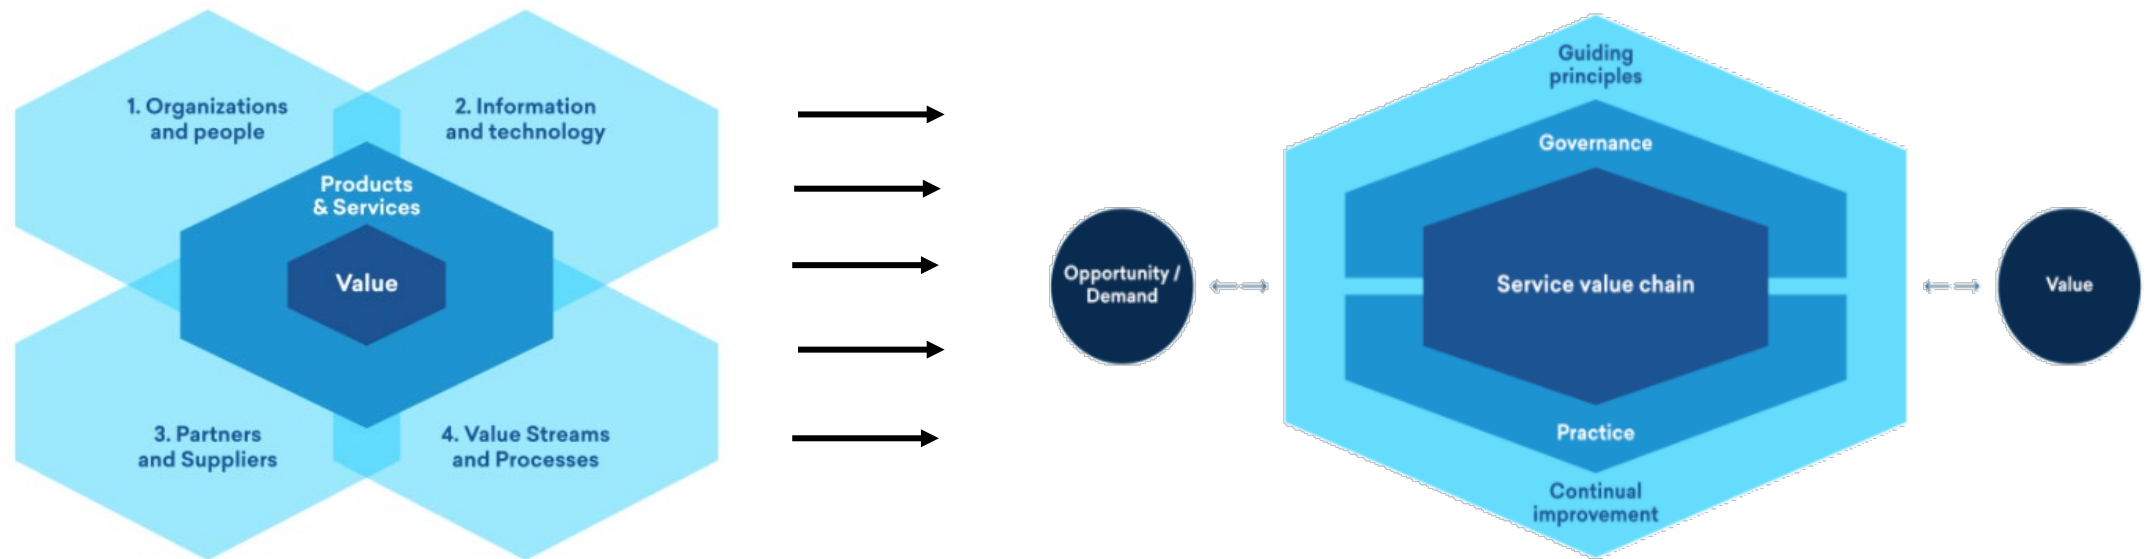 1. Organizations
and people
2. Information
and technology
Products
& Services
Value
3. Partners
and Suppliers
4. Value Streams
and Processes
Opportunity /
Demand
Guiding
principles
Governance
Service value chain
Practice
Continual
improvement
Value